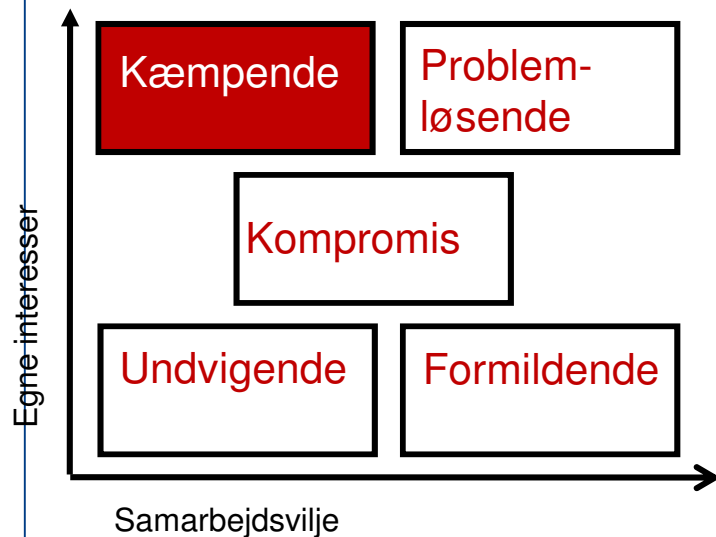 Kæmpende
Problem-
løsende
Kompromis
Egne interesser
Undvigende
Formildende
Samarbejdsvilje